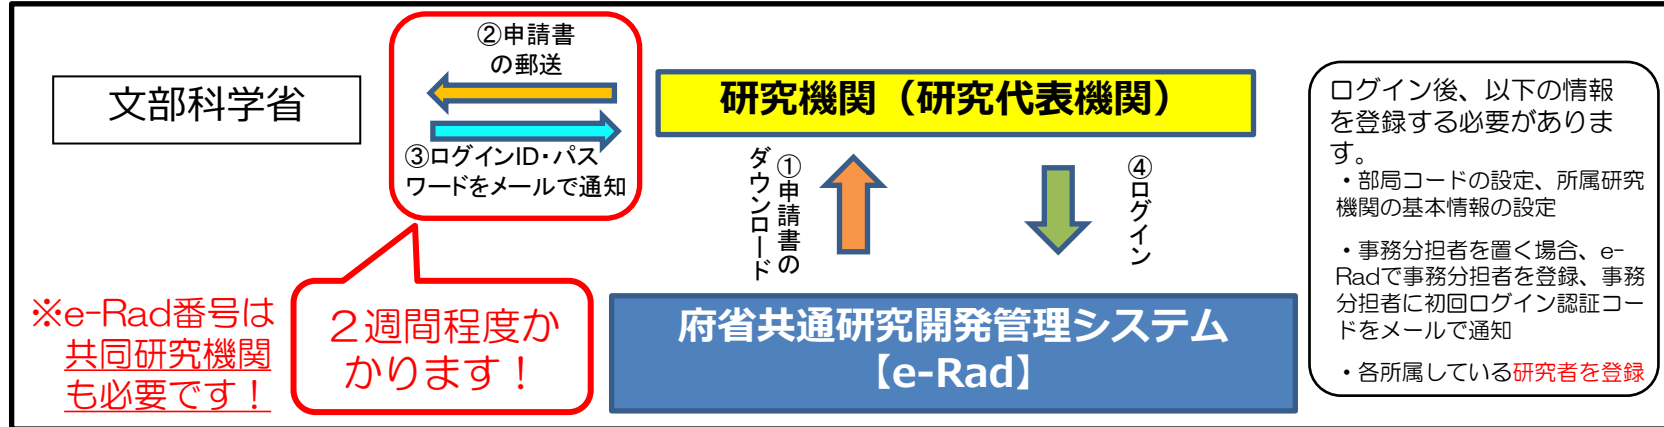 文部科学省
②申請書
の郵送
③ログインID・パス
ワードをメールで通知
研究機関（研究代表機関）
①申請書の
ダウンロード
④ログイン
※e-Rad番号は
共同研究機関
も必要です！
２週間程度か
かります！
府省共通研究開発管理システム
【e-Rad】
ログイン後、以下の情報
を登録する必要がありま
す。
・部局コードの設定、所属研究
機関の基本情報の設定
・事務分担者を置く場合、e-
Radで事務分担者を登録、事務
分担者に初回ログイン認証コー
ドをメールで通知
・各所属している研究者を登録